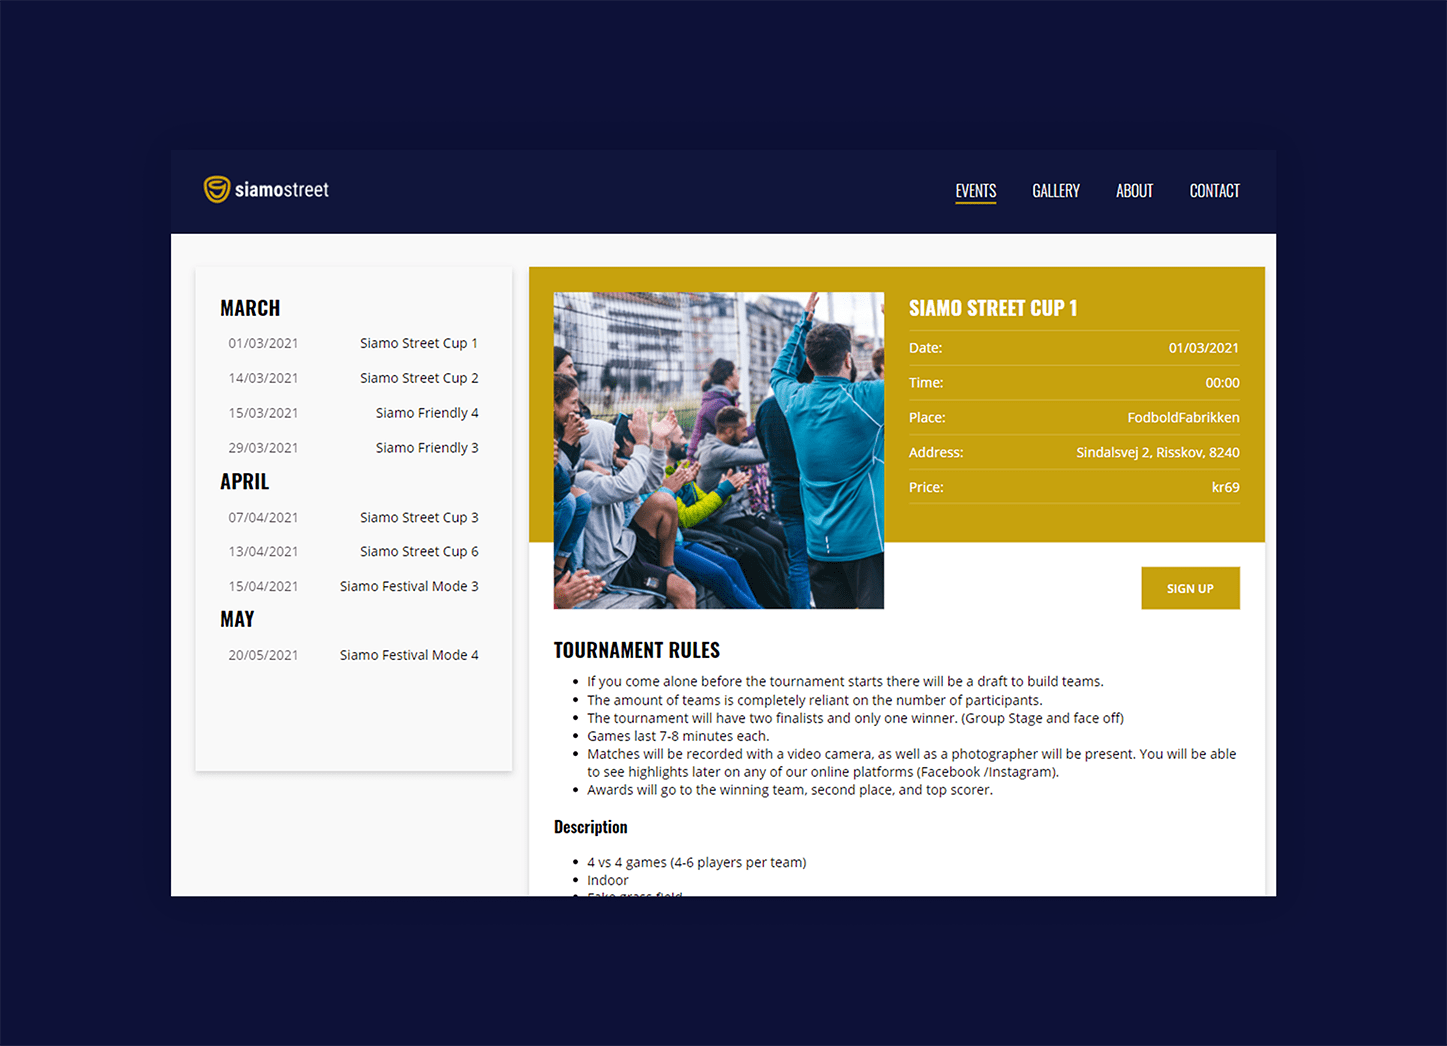 siamostreet
EVENTS GALLERY ABOUT CONTACT
MARCH
01/03/2021 Siamo Street Cup 1
14/03/2021 Siamo Street Cup 2
15/03/2021 Siamo Friendly 4
29/03/2021 Siamo Friendly 3
APRIL
07/04/2021 Siamo Street Cup 3
13/04/2021 Siamo Street Cup 6
15/04/2021 Siamo Festival Mode 3
MAY
20/05/2021 Siamo Festival Mode 4
SIAMO STREET CUP 1
Date: 01/03/2021
Time: 00:00
Place: FodboldFabrikken
Address: Sindalsvej 2, Risskov, 8240
Price: kr69
SIGN UP
TOURNAMENT RULES
• If you come alone before the tournament starts there will be a draft to build teams.
• The amount of teams is completely reliant on the number of participants.
• The tournament will have two finalists and only one winner. (Group Stage and face off)
• Games last 7-8 minutes each.
• Matches will be recorded with a video camera, as well as a photographer will be present. You will be able
to see highlights later on any of our online platforms (Facebook /Instagram).
• Awards will go to the winning team, second place, and top scorer.
Description
• 4 vs 4 games (4-6 players per team)
• Indoor
• Fake grass field